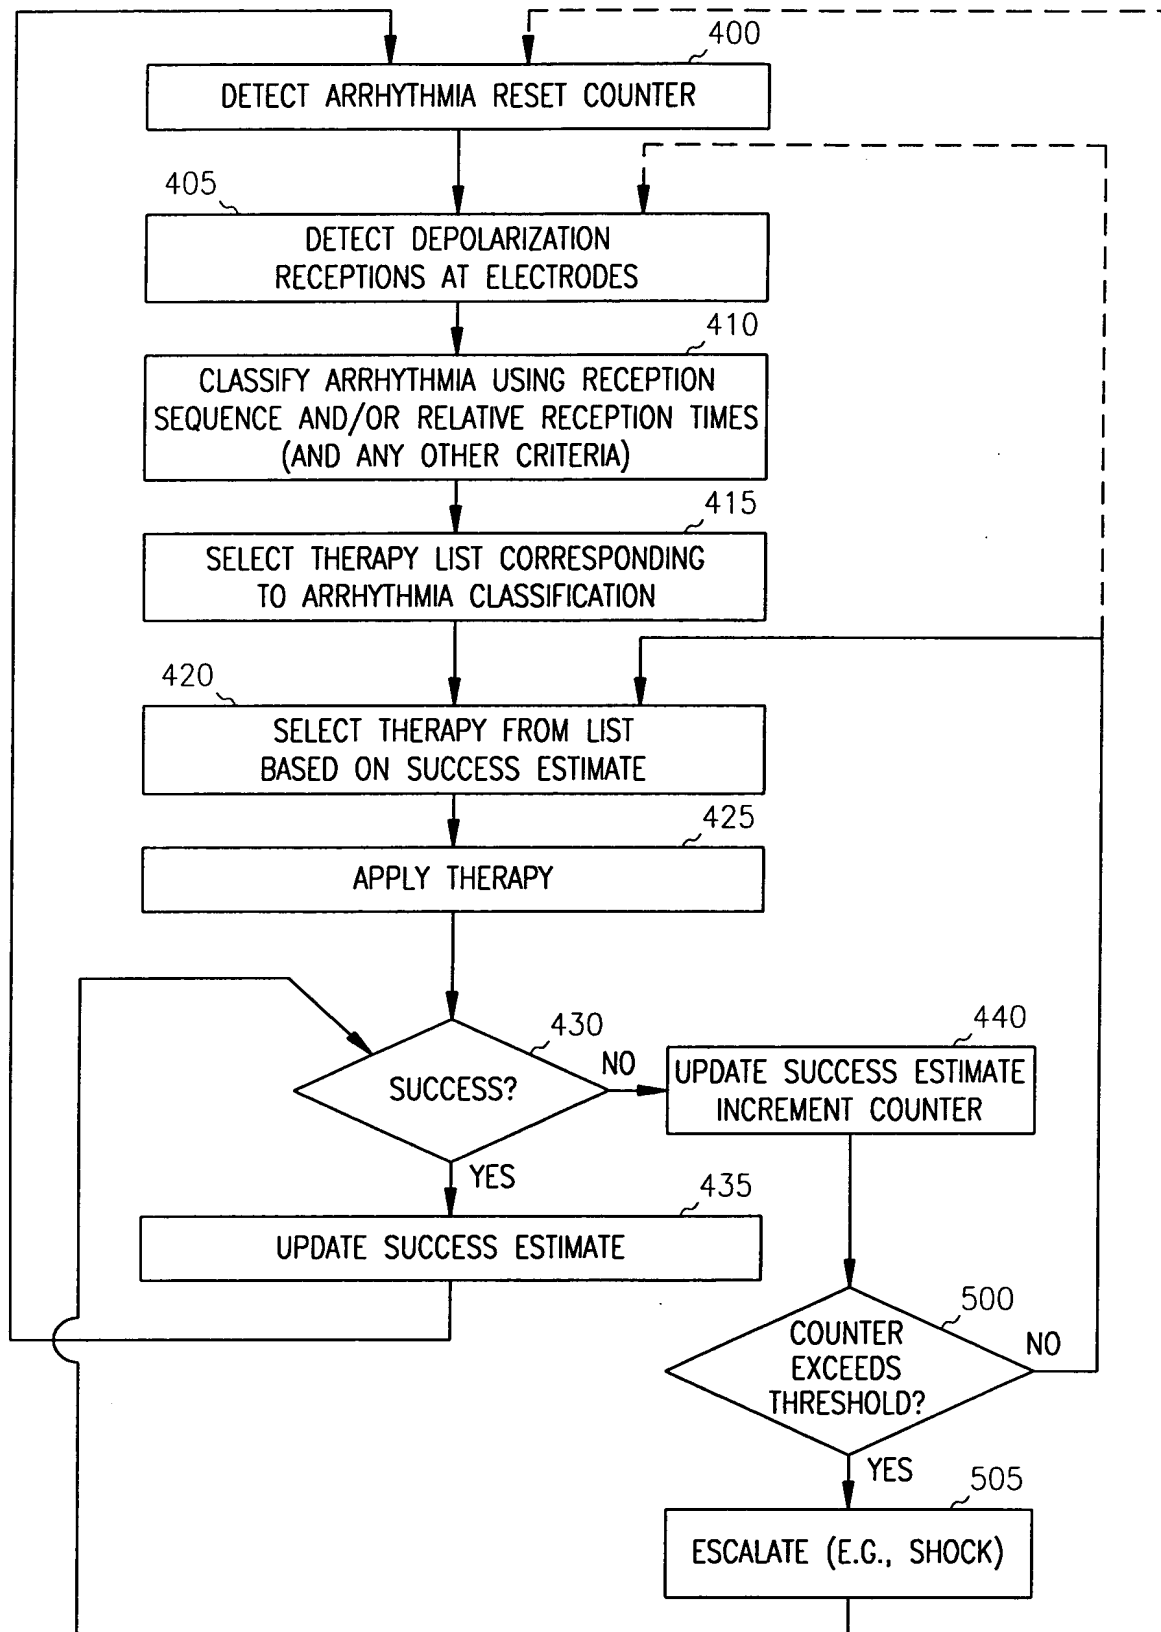 400
DETECT ARRHYTHMIA RESET COUNTER
405
DETECT DEPOLARIZATION
RECEPTIONS AT ELECTRODES
410
CLASSIFY ARRHYTHMIA USING RECEPTION
SEQUENCE AND/OR RELATIVE RECEPTION TIMES
(AND ANY OTHER CRITERIA)
415
SELECT THERAPY LIST CORRESPONDING
TO ARRHYTHMIA CLASSIFICATION
420
SELECT THERAPY FROM LIST
BASED ON SUCCESS ESTIMATE
425
APPLY THERAPY
430
SUCCESS?
NO
440
UPDATE SUCCESS ESTIMATE
INCREMENT COUNTER
YES
435
UPDATE SUCCESS ESTIMATE
500
COUNTER
EXCEEDS
THRESHOLD?
NO
YES
505
ESCALATE (E.G., SHOCK)